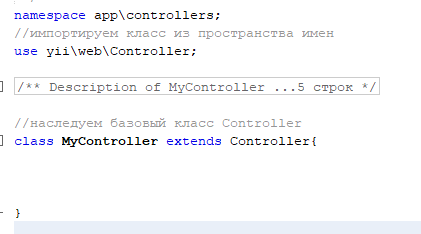 namespace app\controllers;
//импортируем класс из пространства имен
use yii\web\Controller;
/** Description of MyController ...5 строк */
//наследуем базовый класс Controller
class MyController extends Controller{
}